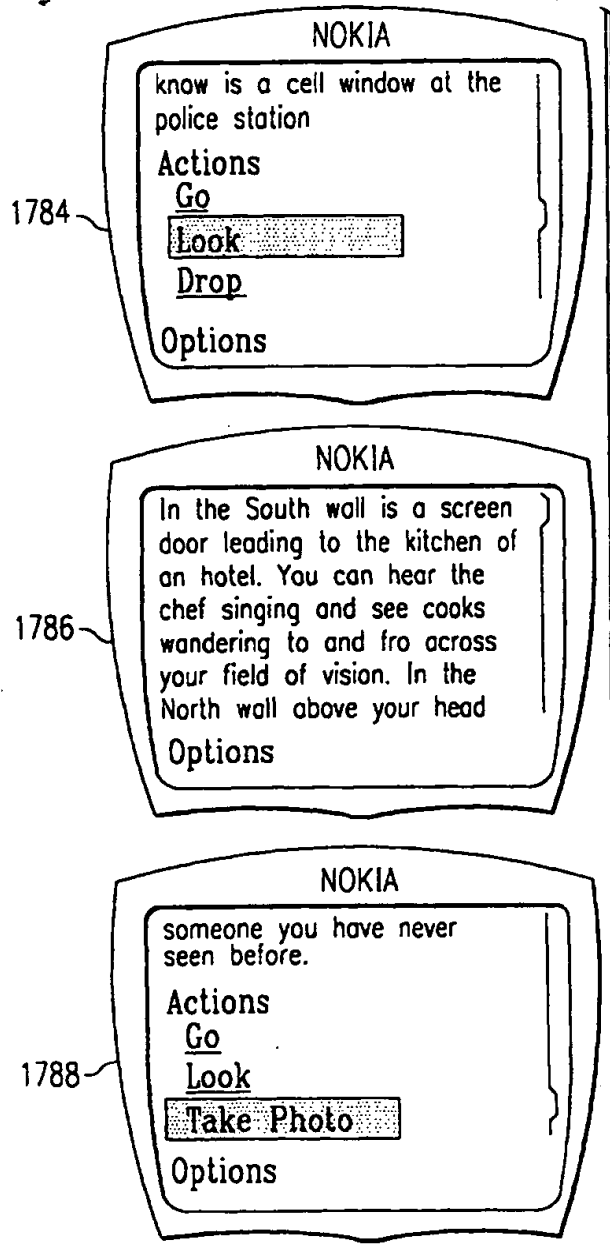 NOKIA
know is a cell window at the
police station
Actions
Go
Look
Drop
Options
1784
NOKIA
In the South wall is a screen
door leading to the kitchen of
an hotel. You can hear the
chef singing and see cooks
wandering to and fro across
your field of vision. In the
North wall above your head
Options
1786
NOKIA
someone you have never
seen before.
Actions
Go
Look
Take Photo
Options
1788